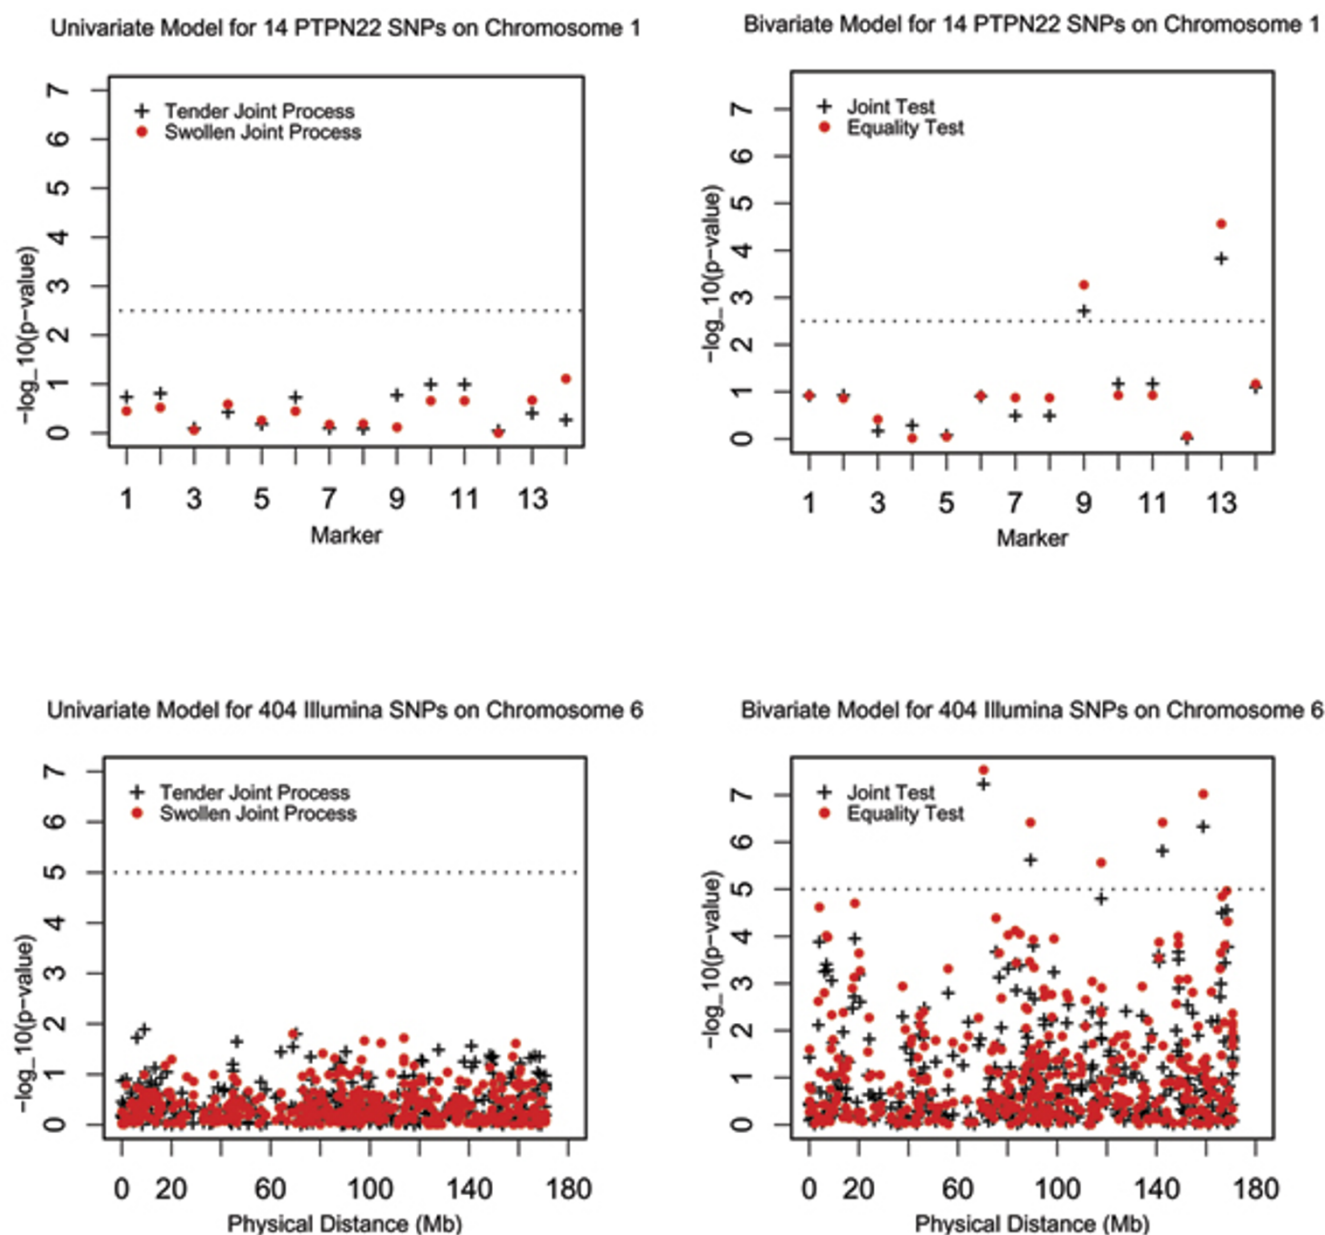 Univariate Model for 14 PTPN22 SNPs on Chromosome 1
7
6
5
4
3
2
1
0
−log_10(p−value)
Tender Joint Process
Swollen Joint Process
1 3 5 7 9 11 13
Marker
Bivariate Model for 14 PTPN22 SNPs on Chromosome 1
7
6
5
4
3
2
1
0
−log_10(p−value)
Joint Test
Equality Test
1 3 5 7 9 11 13
Marker
Univariate Model for 404 Illumina SNPs on Chromosome 6
7
6
5
4
3
2
1
0
−log_10(p−value)
Tender Joint Process
Swollen Joint Process
0 20 60 100 140 180
Physical Distance (Mb)
Bivariate Model for 404 Illumina SNPs on Chromosome 6
7
6
5
4
3
2
1
0
−log_10(p−value)
Joint Test
Equality Test
0 20 60 100 140 180
Physical Distance (Mb)